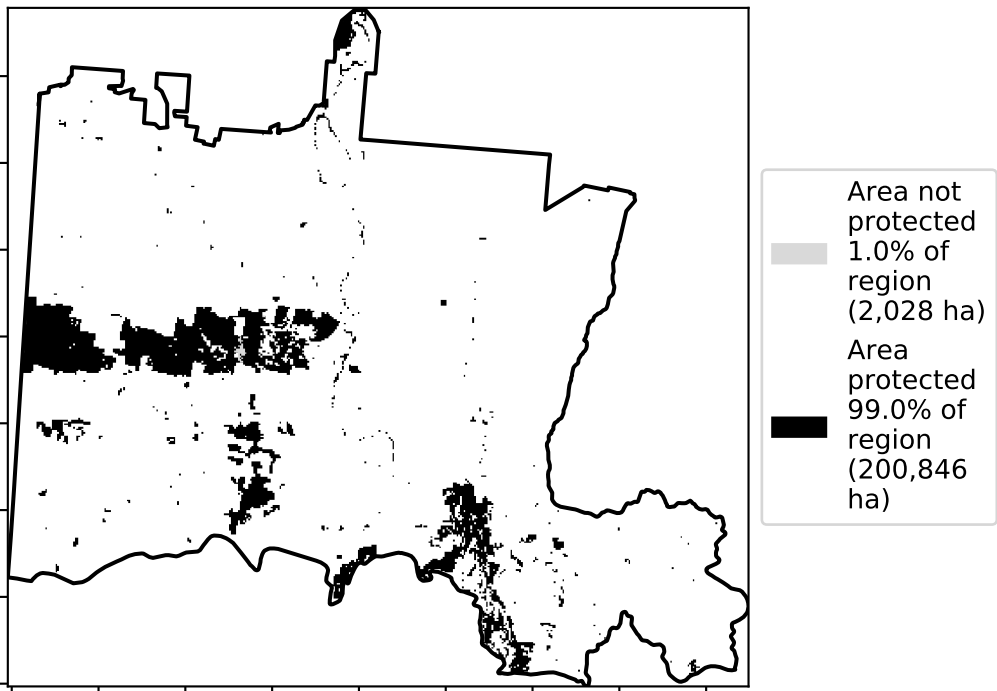 Area not
protected
1.0% of
region
(2,028 ha)
Area
protected
99.0% of
region
(200,846
ha)